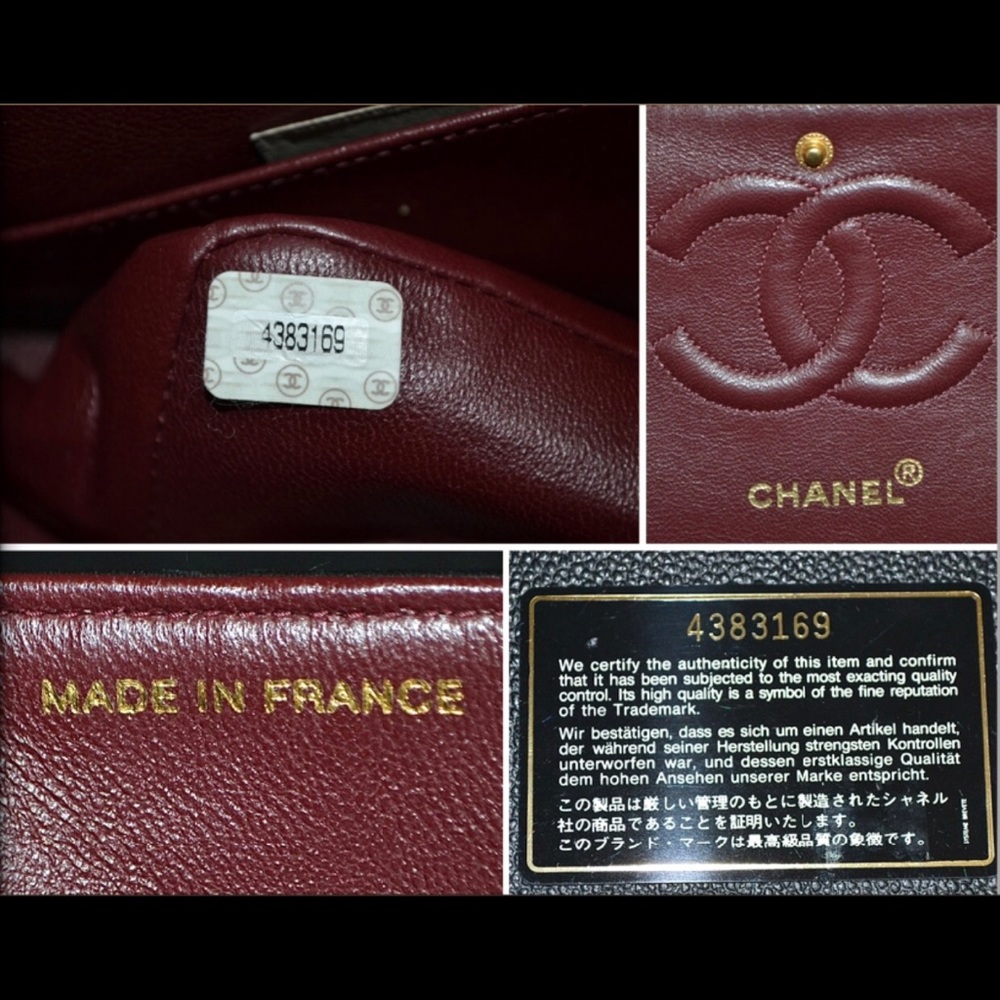 4383169
CHANEL®
MADE IN FRANCE
4383169
We certify the authenticity of this item and confirm
that it has been subjected to the most exacting quality
control. Its high quality is a symbol of the fine reputation
of the Trademark.
Wir bestätigen, dass es sich um einen Artikel handelt,
der während seiner Herstellung strengsten Kontrollen
unterworfen war, und dessen erstklassige Qualität
dem hohen Ansehen unserer Marke entspricht.
この製品は厳しい管理のもとに製造されたシャネル
社の商品であることを証明いたします。
このブランド・マークは最高級品質の象徴です。